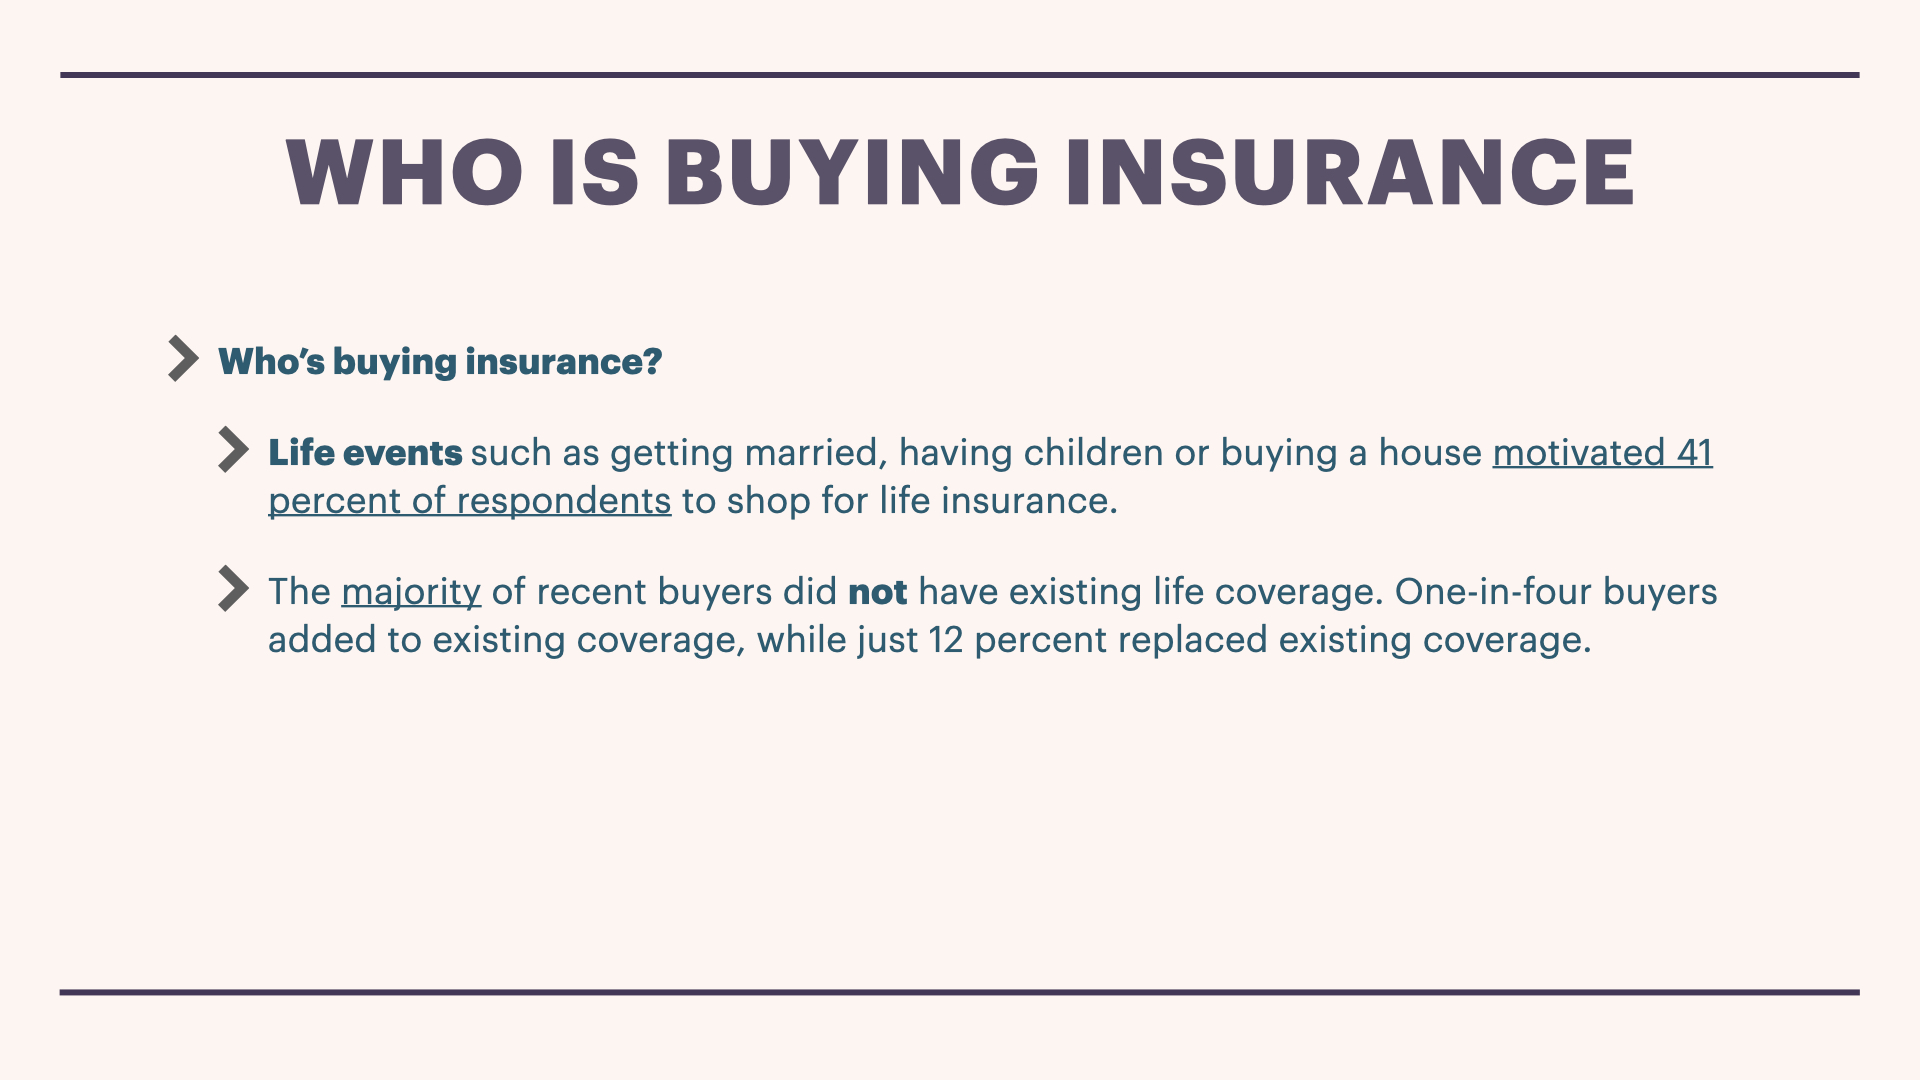 WHO IS BUYING INSURANCE
Who’s buying insurance?
Life events such as getting married, having children or buying a house motivated 41
percent of respondents to shop for life insurance.
The majority of recent buyers did not have existing life coverage. One-in-four buyers
added to existing coverage, while just 12 percent replaced existing coverage.